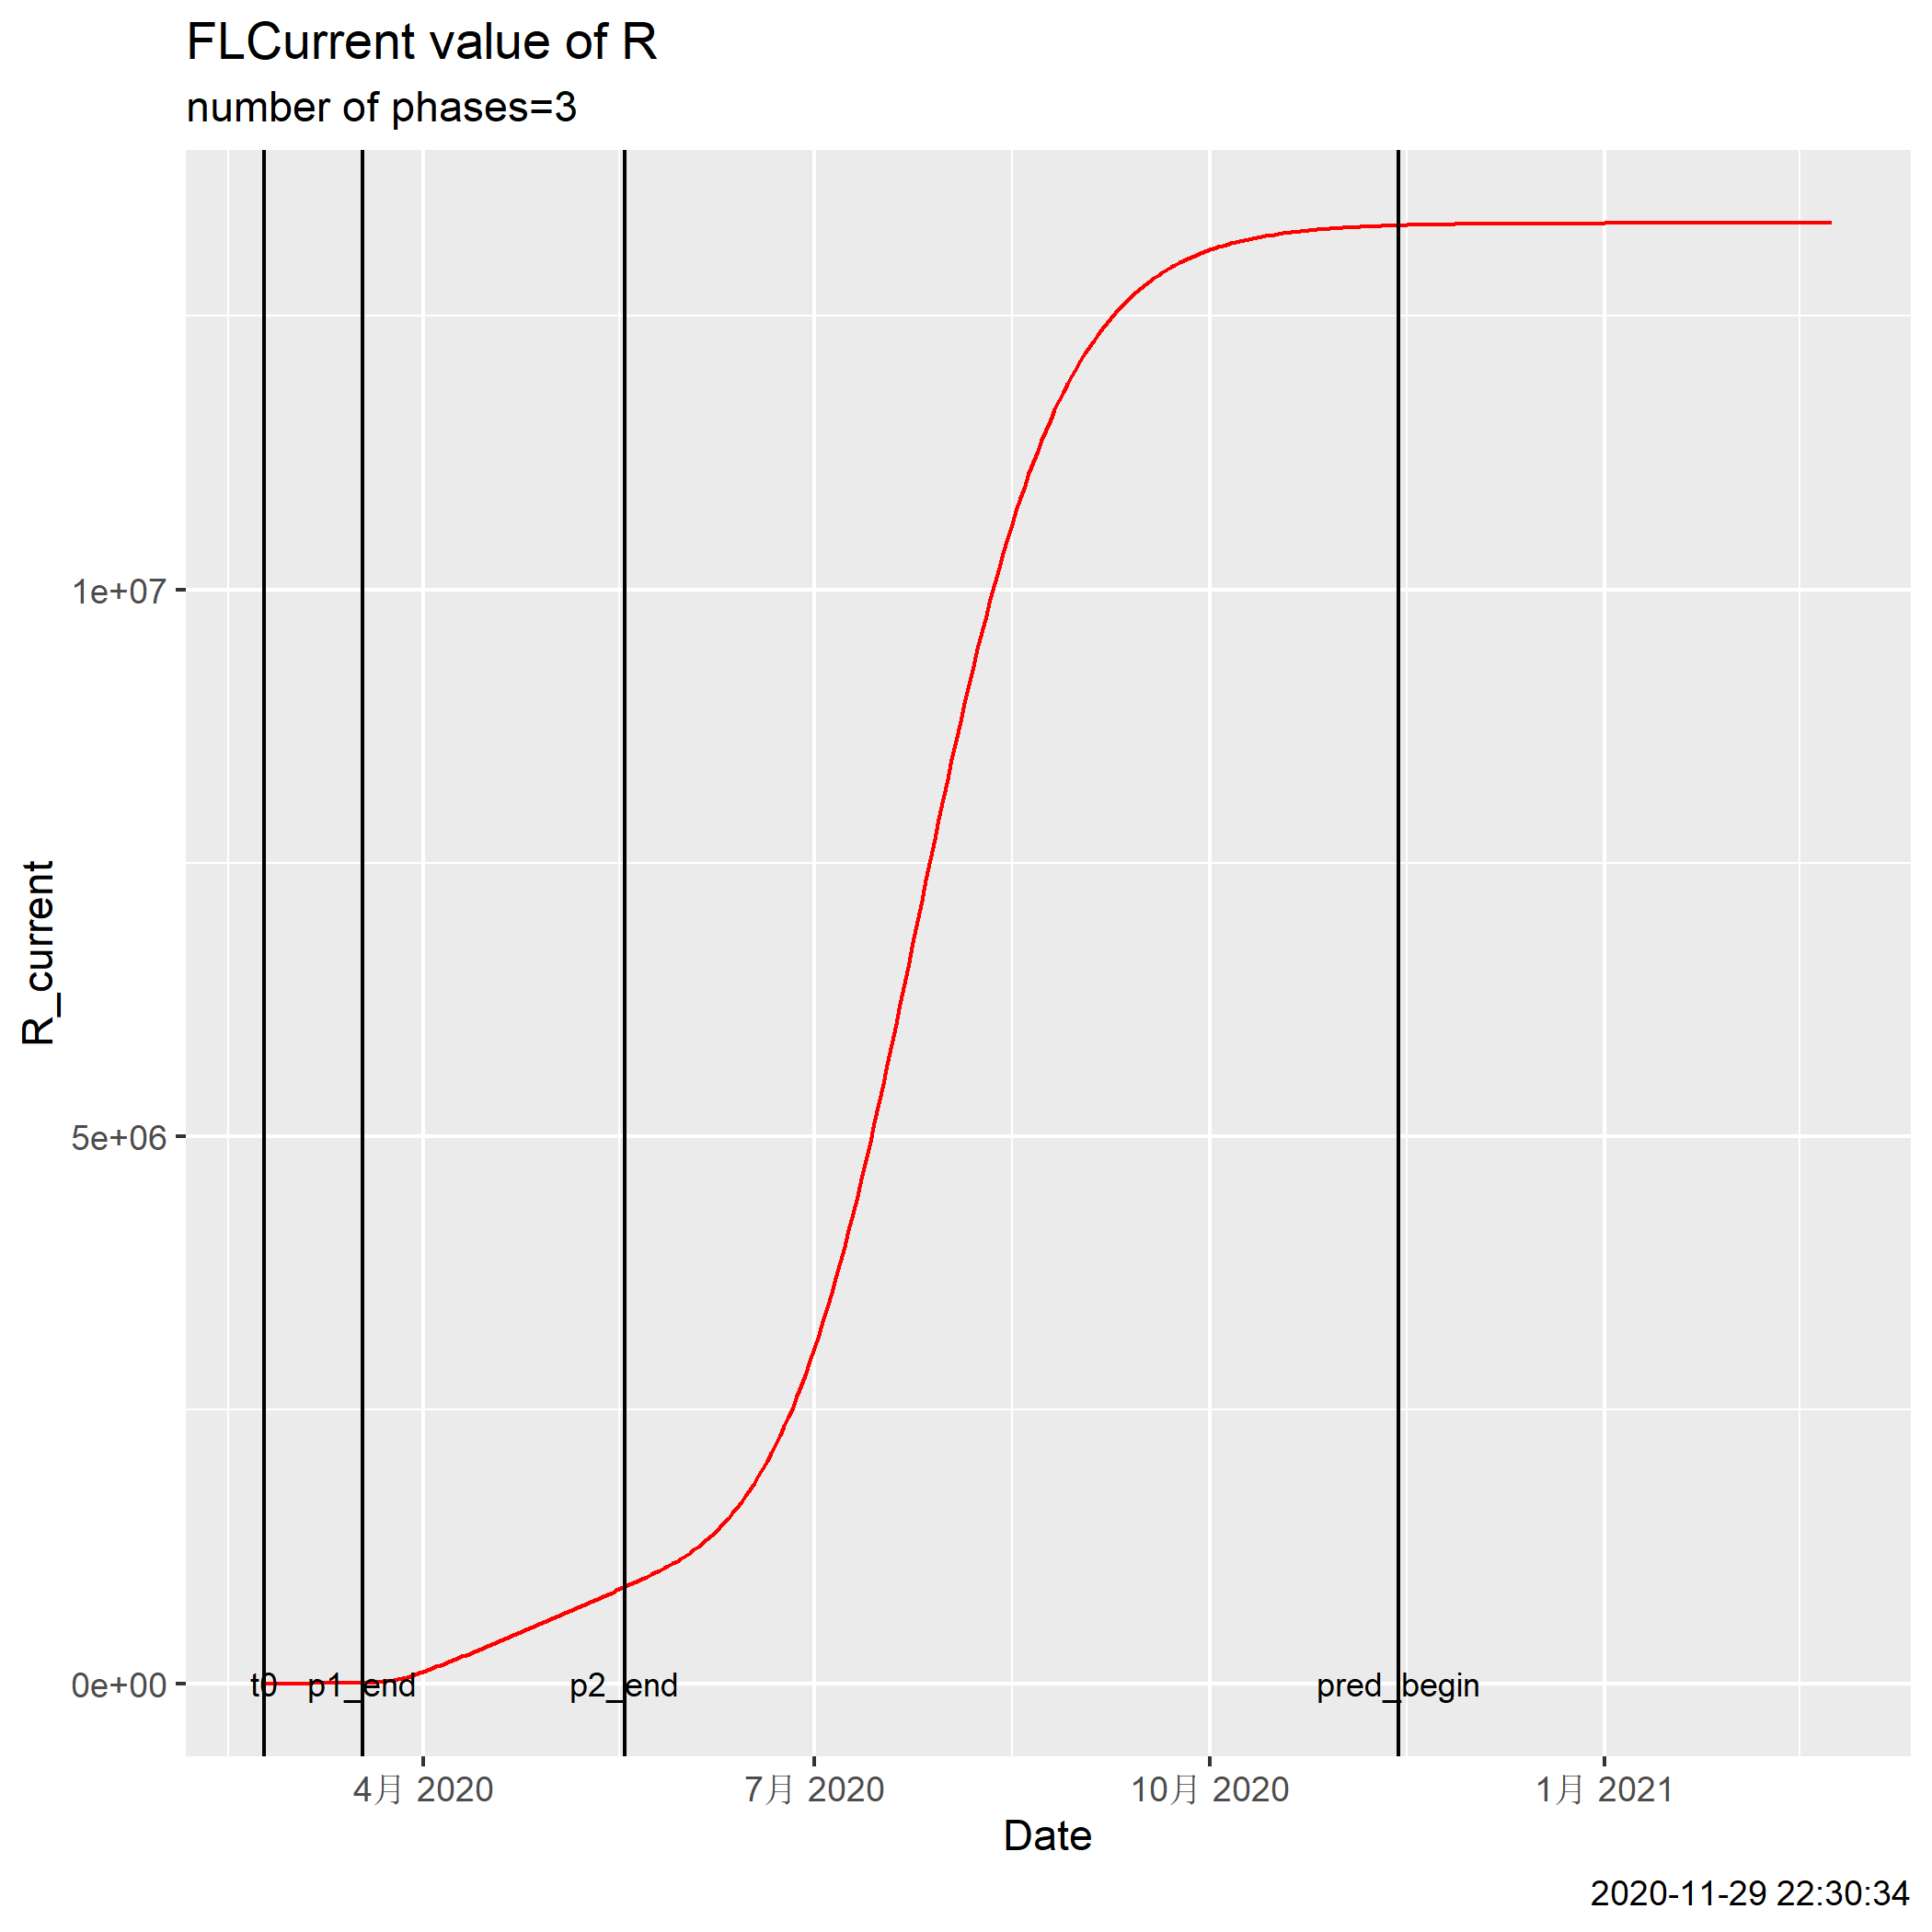 FLCurrent value of R
number of phases=3
R_current
1e+07
5e+06
0e+00
t0
p1_end
p2_end
pred_begin
4月 2020
7月 2020
10月 2020
1月 2021
Date
2020-11-29 22:30:34